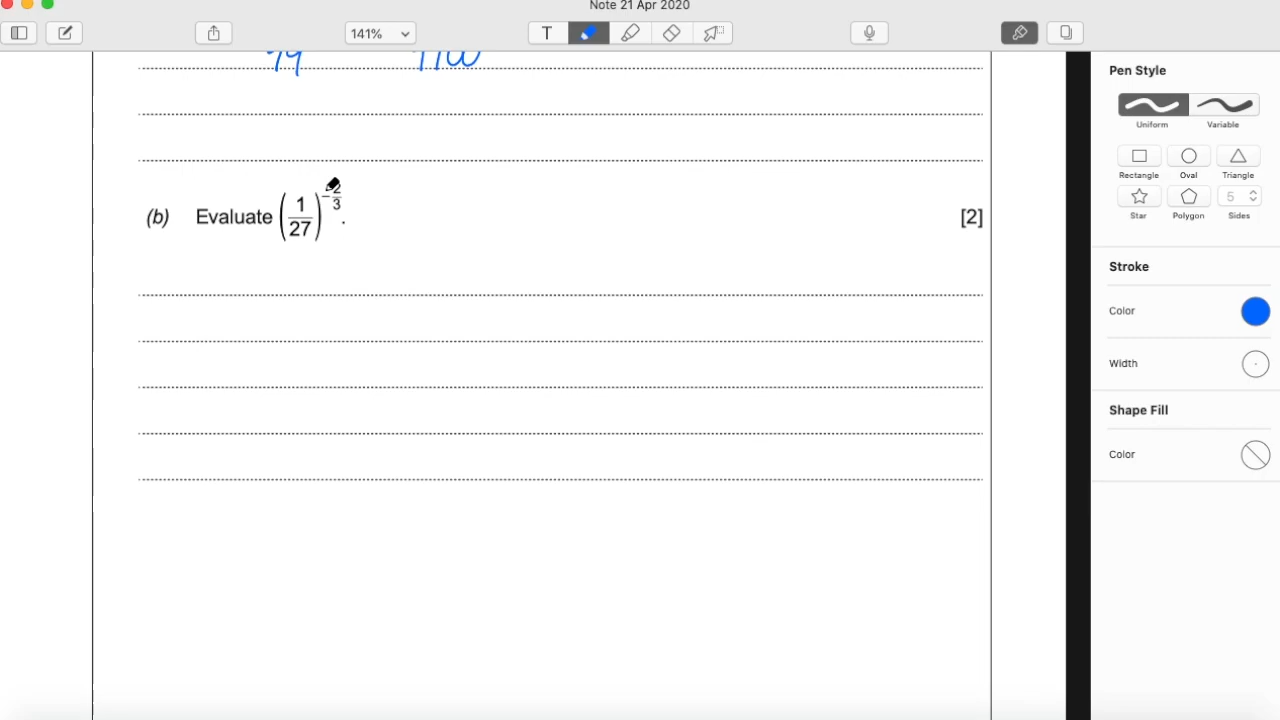 Note 21 Apr 2020
141%
T
Pen Style
Uniform Variable
Rectangle Oval Triangle
5
Star Polygon Sides
Stroke
Color
Width
Shape Fill
Color
(b) Evaluate (1/27)^(-2/3). [2]